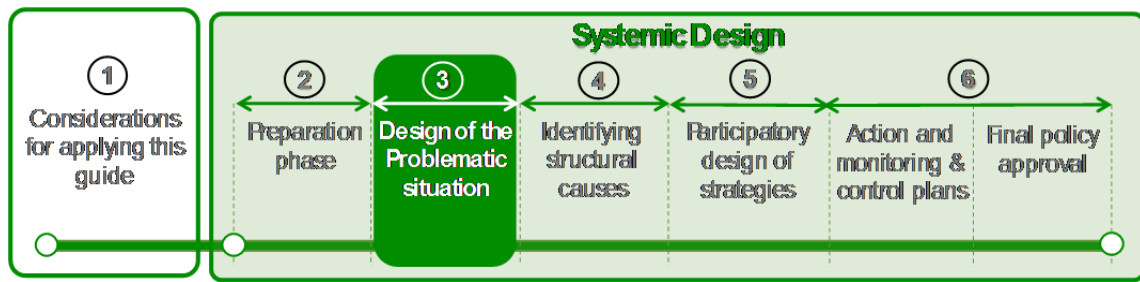 Systemic Design
1
Considerations
for applying this
guide
2
Preparation
phase
3
Design of the
Problematic
situation
4
Identifying
structural
causes
5
Participatory
design of
strategies
6
Action and
monitoring &
control plans
Final policy
approval